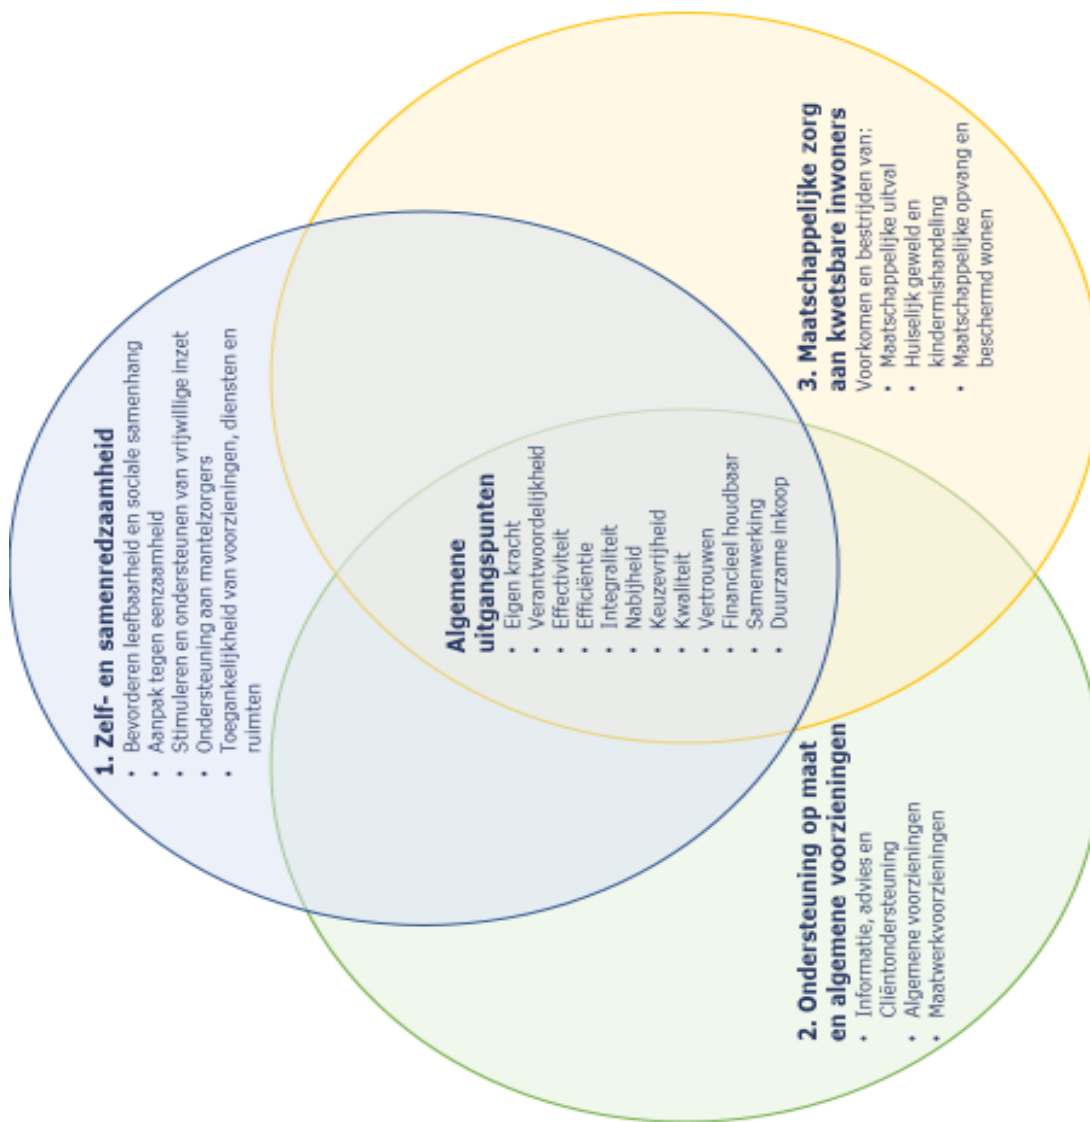 1. Zelf- en samenredzaamheid
• Bevorderen leefbaarheid en sociale samenhang
• Aanpak tegen eenzaamheid
• Stimuleren en ondersteunen van vrijwillige inzet
• Ondersteuning aan mantelzorgers
• Toegankelijkheid van voorzieningen, diensten en
ruimten
Algemene
uitgangspunten
• Eigen kracht
• Verantwoordelijkheid
• Effectiviteit
• Efficiëntie
• Integraliteit
• Nabijheid
• Keuzevrijheid
• Kwaliteit
• Vertrouwen
• Financieel houdbaar
• Samenwerking
• Duurzame inkoop
2. Ondersteuning op maat
en algemene voorzieningen
• Informatie, advies en
Cliëntondersteuning
• Algemene voorzieningen
• Maatwerkvoorzieningen
3. Maatschappelijke zorg
aan kwetsbare inwoners
Voorkomen en bestrijden van:
• Maatschappelijke uitval
• Huiselijk geweld en
kindermishandeling
• Maatschappelijke opvang en
beschermd wonen